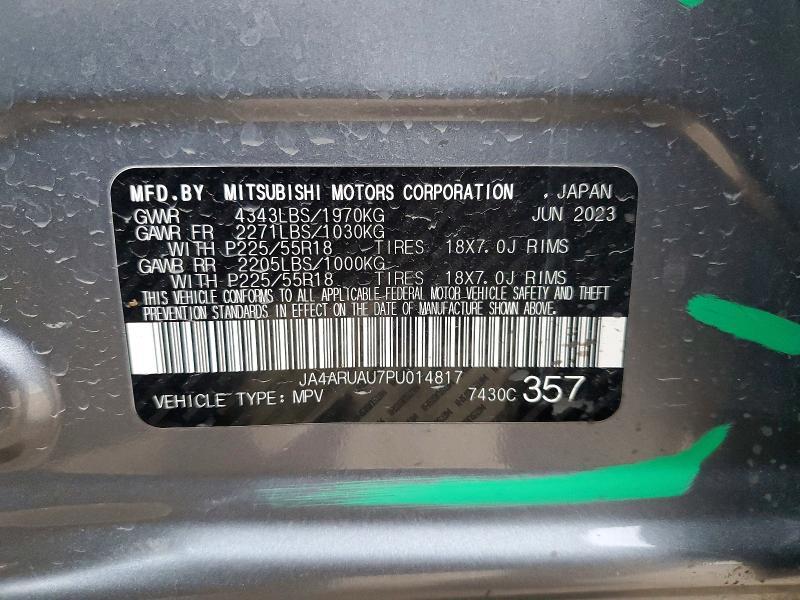 MFD.BY MITSUBISHI MOTORS CORPORATION , JAPAN
GVWR 4343LBS/1970KG JUN 2023
GAWR FR 2271LBS/1030KG
WITH P225/55R18 TIRES 18X7.0J RIMS
GAWR RR 2205LBS/1000KG
WITH P225/55R18 TIRES 18X7.0J RIMS
THIS VEHICLE CONFORMS TO ALL APPLICABLE FEDERAL MOTOR VEHICLE SAFETY AND THEFT
PREVENTION STANDARDS IN EFFECT ON THE DATE OF MANUFACTURE SHOWN ABOVE.
JA4ARUAU7PU014817
VEHICLE TYPE: MPV 7430C 357